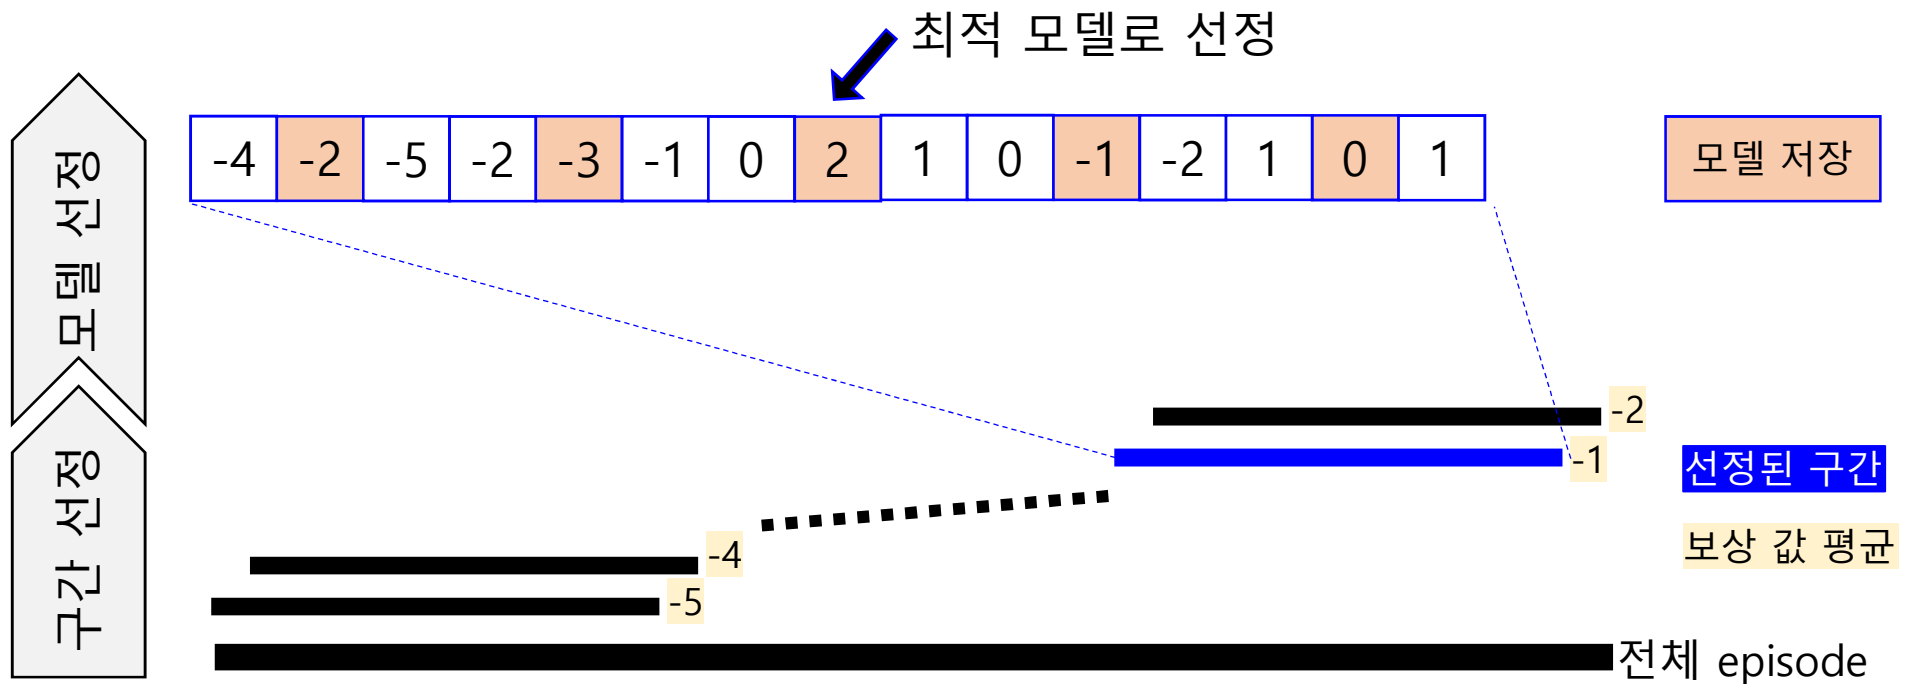 최적 모델로 선정
모델 선정
-4 -2 -5 -2 -3 -1 0 2 1 0 -1 -2 1 0 1
모델 저장
-2
-1
선정된 구간
구간 선정
-4
보상 값 평균
-5
전체 episode